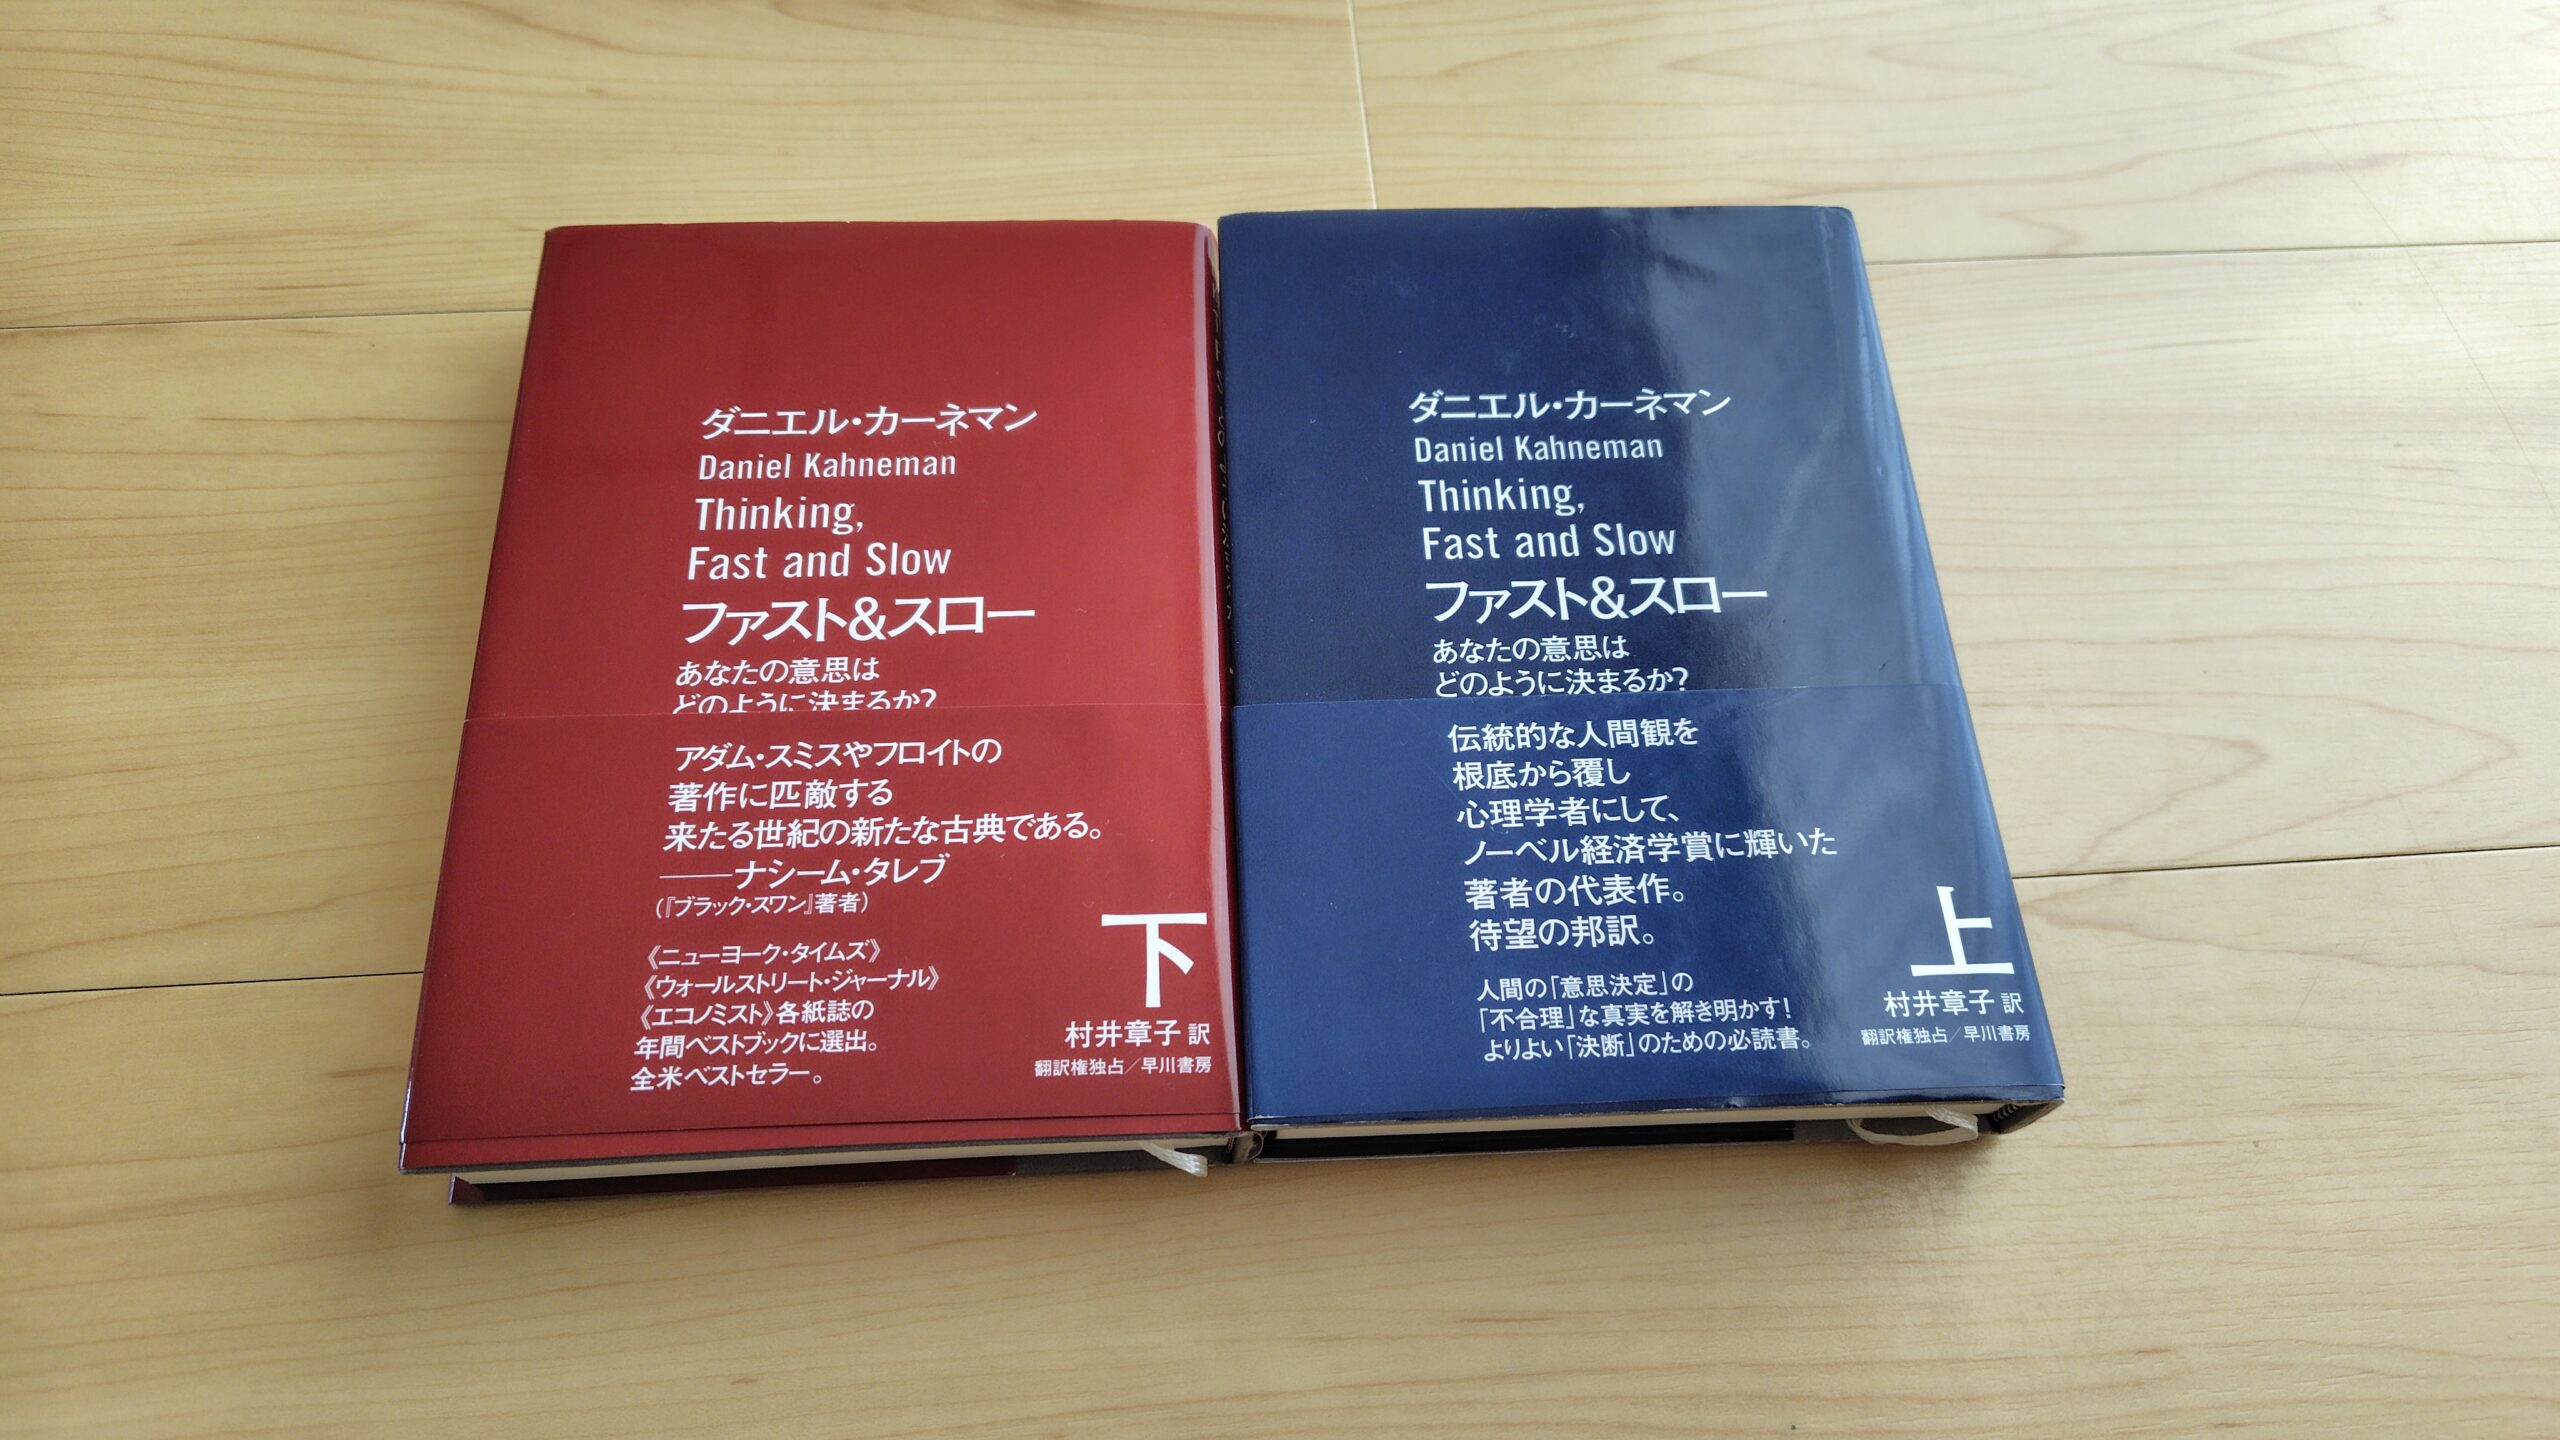 ダニエル・カーネマン
Daniel Kahneman
Thinking,
Fast and Slow
ファスト&スロー
あなたの意思は
どのように決まるか?
アダム・スミスやフロイトの
著作に匹敵する
来たる世紀の新たな古典である。
――ナシーム・タレブ
(『ブラック・スワン』著者)
《ニューヨーク・タイムズ》
《ウォールストリート・ジャーナル》
《エコノミスト》各紙誌の
年間ベストブックに選出。
全米ベストセラー。
下
村井章子 訳
翻訳権独占/早川書房
ダニエル・カーネマン
Daniel Kahneman
Thinking,
Fast and Slow
ファスト&スロー
あなたの意思は
どのように決まるか?
伝統的な人間観を
根底から覆し
心理学者にして、
ノーベル経済学賞に輝いた
著者の代表作。
待望の邦訳。
人間の「意思決定」の
「不合理」な真実を解き明かす!
よりよい「決断」のための必読書。
上
村井章子 訳
翻訳権独占/早川書房